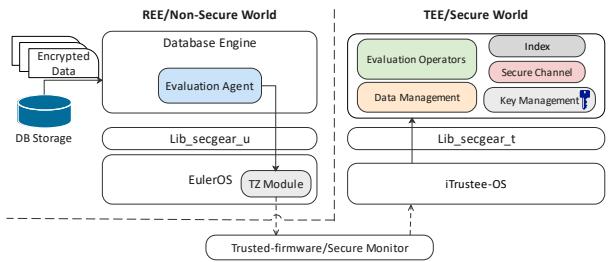 REE/Non-Secure World
TEE/Secure World
Encrypted
Data
DB Storage
Database Engine
Evaluation Agent
Lib_secgear_u
EulerOS
TZ Module
Evaluation Operators
Data Management
Index
Secure Channel
Key Management
Lib_secgear_t
iTrustee-OS
Trusted-firmware/Secure Monitor